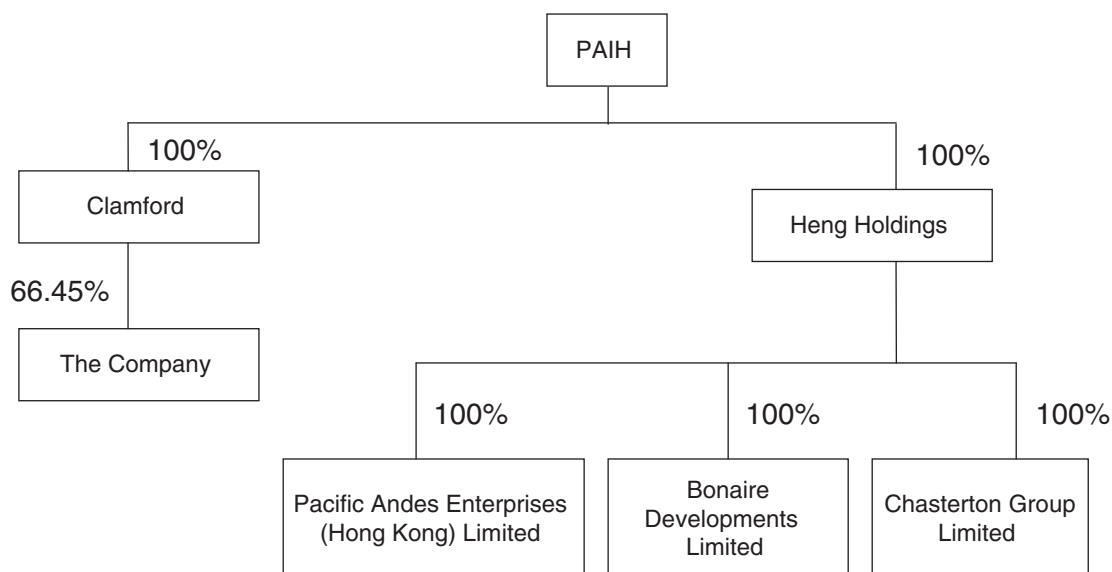 PAIH
100%
100%
Clamford
Heng Holdings
66.45%
The Company
100%
100%
100%
Pacific Andes Enterprises
(Hong Kong) Limited
Bonaire
Developments
Limited
Chasterton Group
Limited